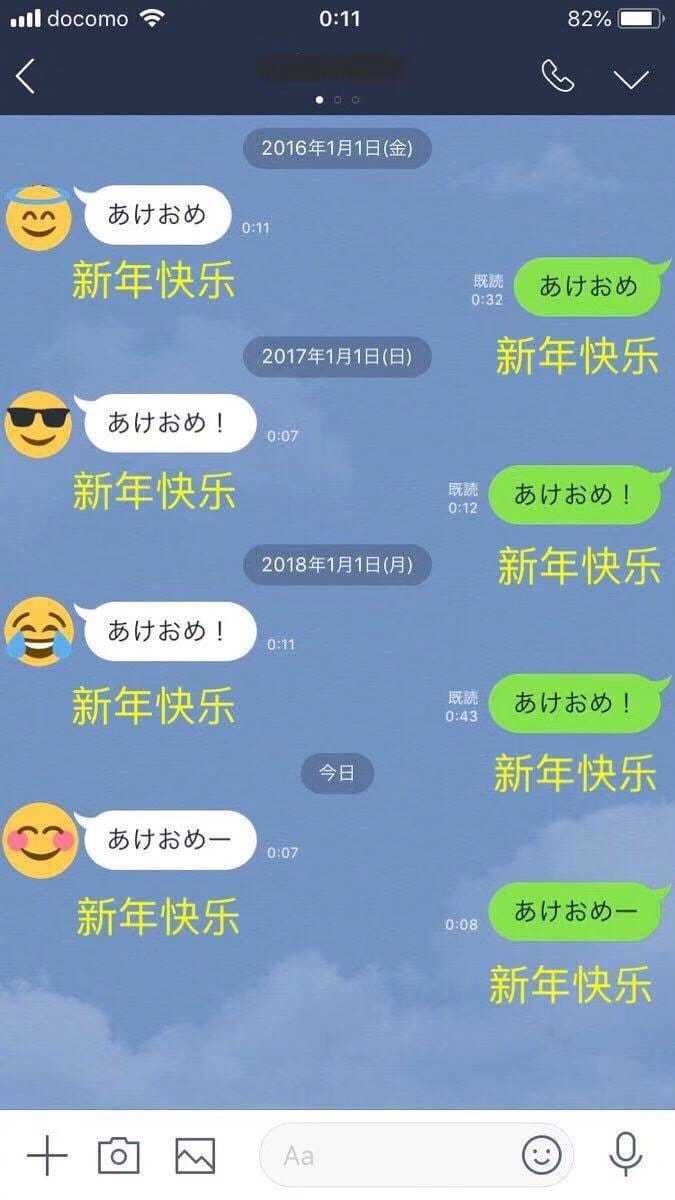 docomo 0:11 82%
2016年1月1日(金)
あけおめ 0:11
新年快乐
既読
0:32 あけおめ
新年快乐
2017年1月1日(日)
あけおめ！ 0:07
新年快乐
既読
0:12 あけおめ！
新年快乐
2018年1月1日(月)
あけおめ！ 0:11
新年快乐
既読
0:43 あけおめ！
新年快乐
今日
あけおめー 0:07
新年快乐
0:08 あけおめー
新年快乐
Aa